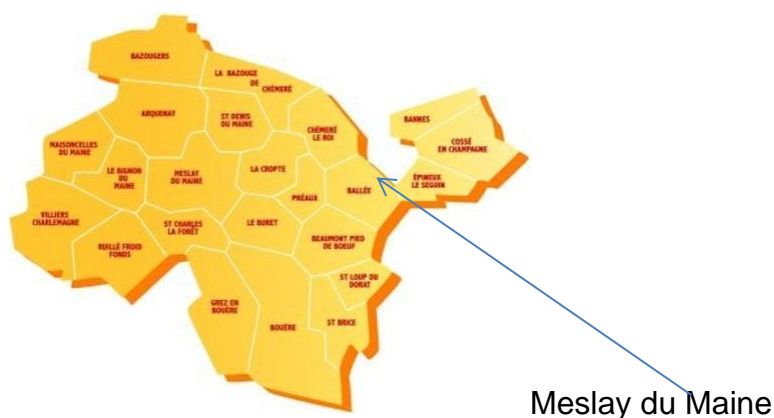 BAZOUGERS
LA BAZOUGE
DE
CHÉMERÉ
ARQUENAY
ST DENIS
DU MAINE
BANNES
CHÉMERÉ
LE ROI
COSSÉ
EN CHAMPAGNE
MAISONCELLES
DU MAINE
LE BIGNON
DU
MAINE
MESLAY
DU MAINE
LA CROPTE
ÉPINEUX
LE SEGUIN
BALLÉE
PRÉAUX
VILLIERS
CHARLEMAGNE
ST CHARLES
LA FORÊT
LE BURET
RUILLÉ FROID
FONDS
BEAUMONT PIED
DE BOEUF
ST LOUP DU
DORAT
GREZ EN
BOUÈRE
BOUÈRE
ST BRICE
Meslay du Maine